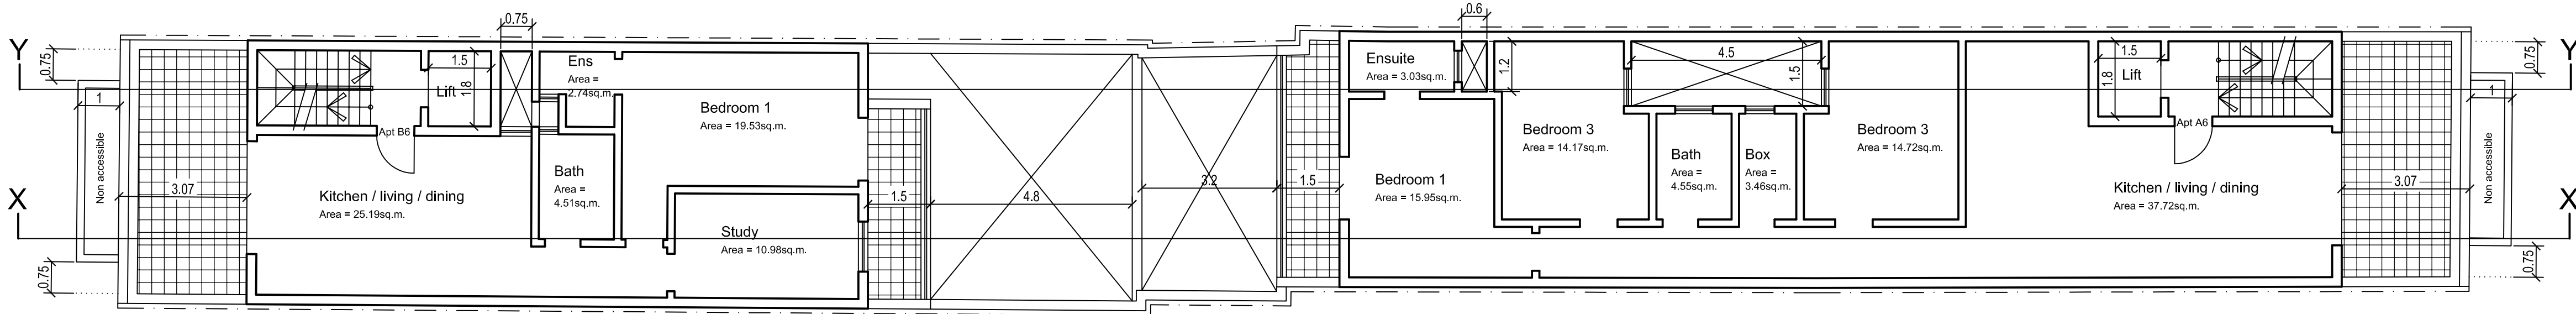 Y
0.75
1
Non accessible
3.07
X
0.75
Apt B6
Lift
1.5
1.8
0.75
Ens
Area =
2.74sq.m.
Bedroom 1
Area = 19.53sq.m.
Kitchen / living / dining
Area = 25.19sq.m.
Bath
Area =
4.51sq.m.
Study
Area = 10.98sq.m.
1.5
4.8
3.2
1.5
Ensuite
Area = 3.03sq.m.
0.6
1.2
4.5
1.5
Bedroom 1
Area = 15.95sq.m.
Bedroom 3
Area = 14.17sq.m.
Bath
Area =
4.55sq.m.
Box
Area =
3.46sq.m.
Bedroom 3
Area = 14.72sq.m.
1.5
1.8
Lift
Apt A6
Kitchen / living / dining
Area = 37.72sq.m.
3.07
Non accessible
1
0.75
Y
X
0.75